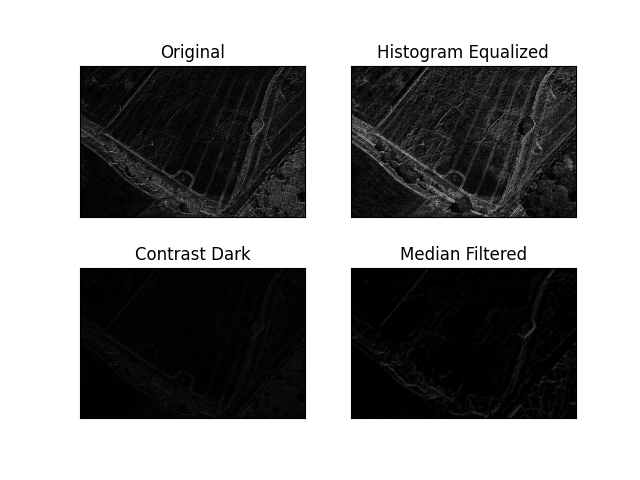 Original
Histogram Equalized
Contrast Dark
Median Filtered